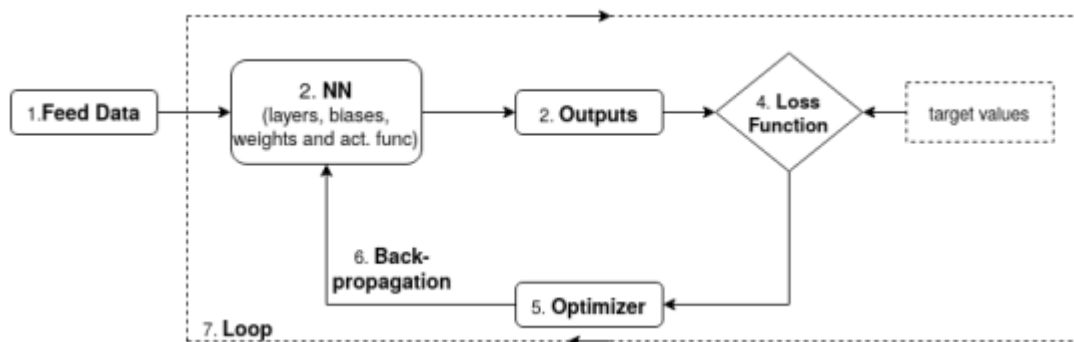 1.Feed Data
2. NN
(layers, biases,
weights and act. func)
2. Outputs
4. Loss
Function
target values
6. Back-
propagation
5. Optimizer
7. Loop